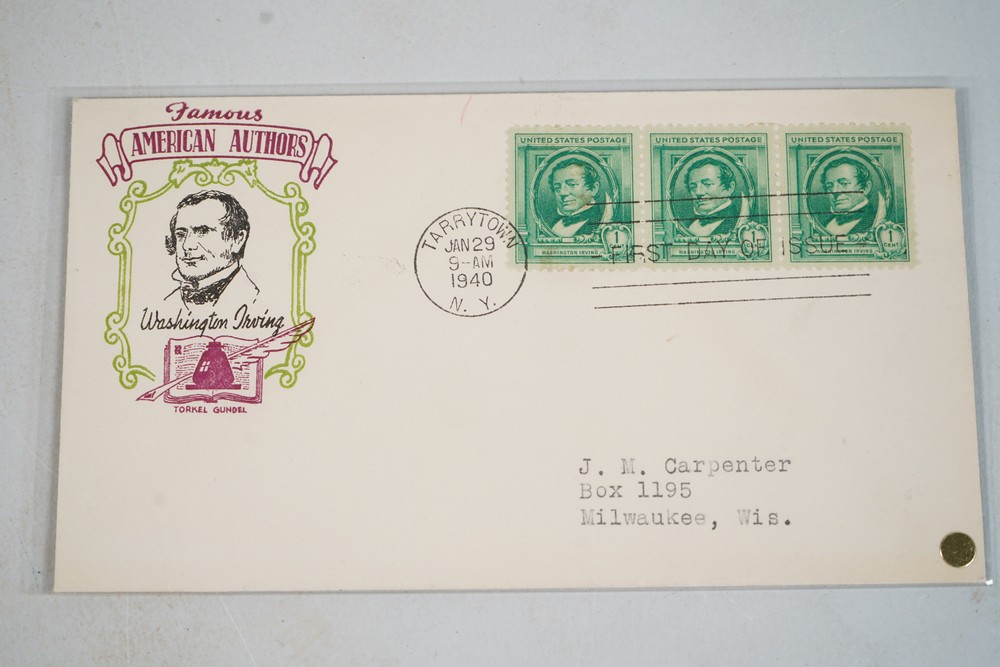 Famous
AMERICAN AUTHORS
Washington Irving
TORKEL GUNDEL
UNITED STATES POSTAGE
1
WASHINGTON IRVING
UNITED STATES POSTAGE
1
WASHINGTON IRVING
UNITED STATES POSTAGE
1
CENT
IRVING
TARRYTOWN
JAN 29
9-AM
1940
N. Y.
FIRST DAY OF ISSUE
J. M. Carpenter
Box 1195
Milwaukee, Wis.